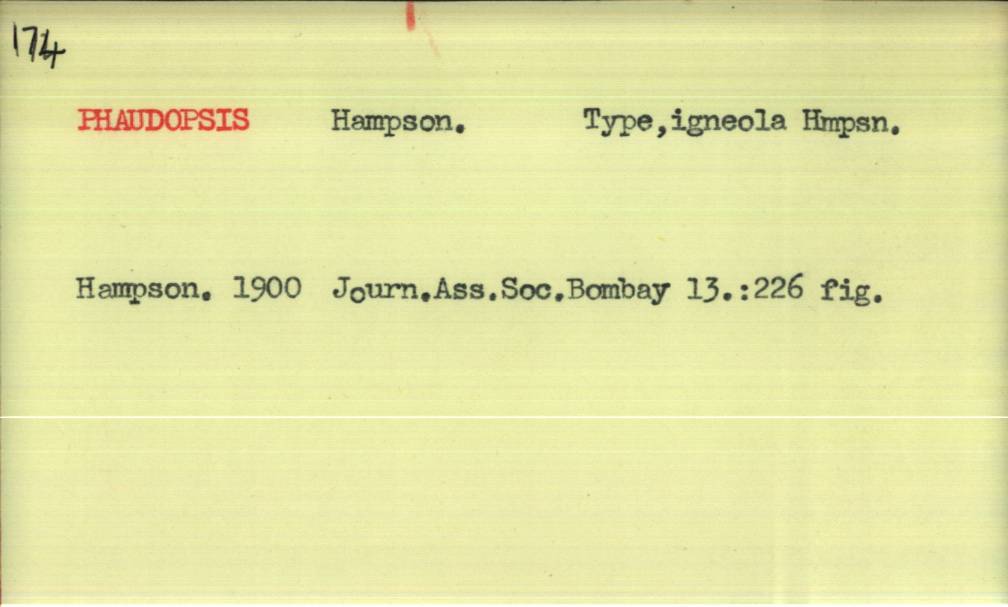 174
PHAUDOPSIS Hampson. Type,igneola Hmpsn.
Hampson. 1900 Journ.Ass.Soc.Bombay 13.:226 fig.